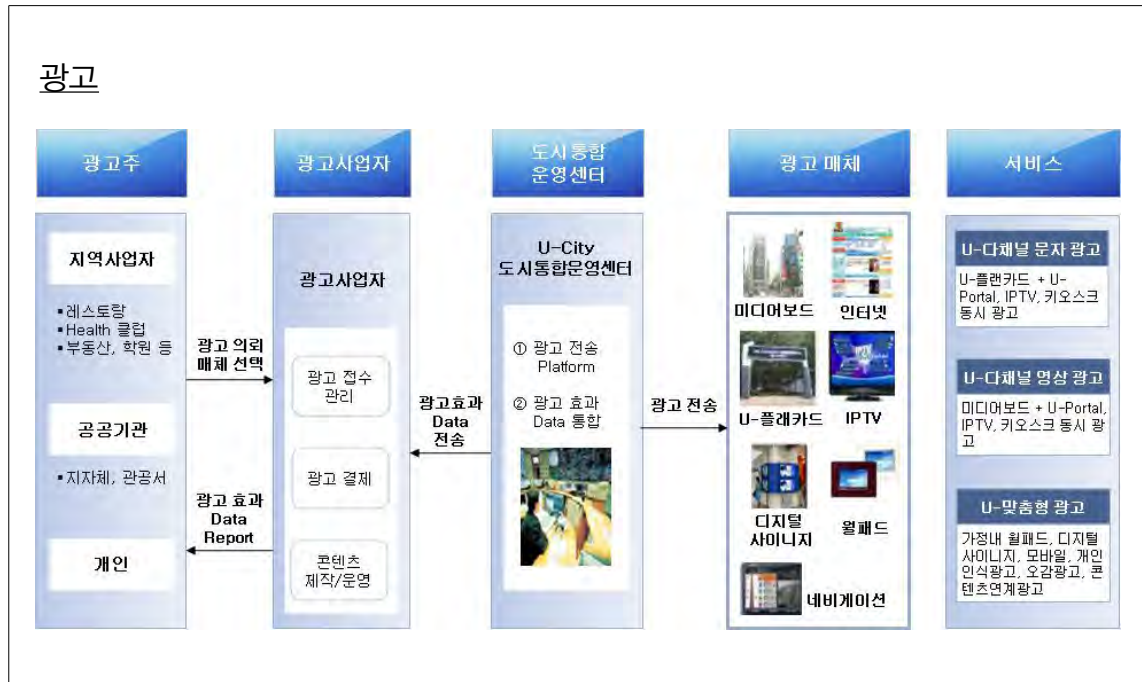 광고
광고주
광고사업자
도시통합
운영센터
광고 매체
서비스
지역사업자
▪레스토랑
▪Health 클럽
▪부동산, 학원 등
공공기관
▪지자체, 관공서
개인
광고 의뢰
매체 선택
광고 효과
Data
Report
광고사업자
광고 접수
관리
광고 결제
콘텐츠
제작/운영
광고효과
Data
전송
U-City
도시통합운영센터
① 광고 전송
Platform
② 광고 효과
Data 통합
광고 전송
미디어보드
인터넷
U-플래카드
IPTV
디지털
사이니지
월패드
네비게이션
U-다채널 문자 광고
U-플랜카드 + U-
Portal, IPTV, 키오스크
동시 광고
U-다채널 영상 광고
미디어보드 + U-Portal,
IPTV, 키오스크 동시 광
고
U-맞춤형 광고
가정내 월패드, 디지털
사이니지, 모바일, 개인
인식광고, 오감광고, 콘
텐츠연계광고